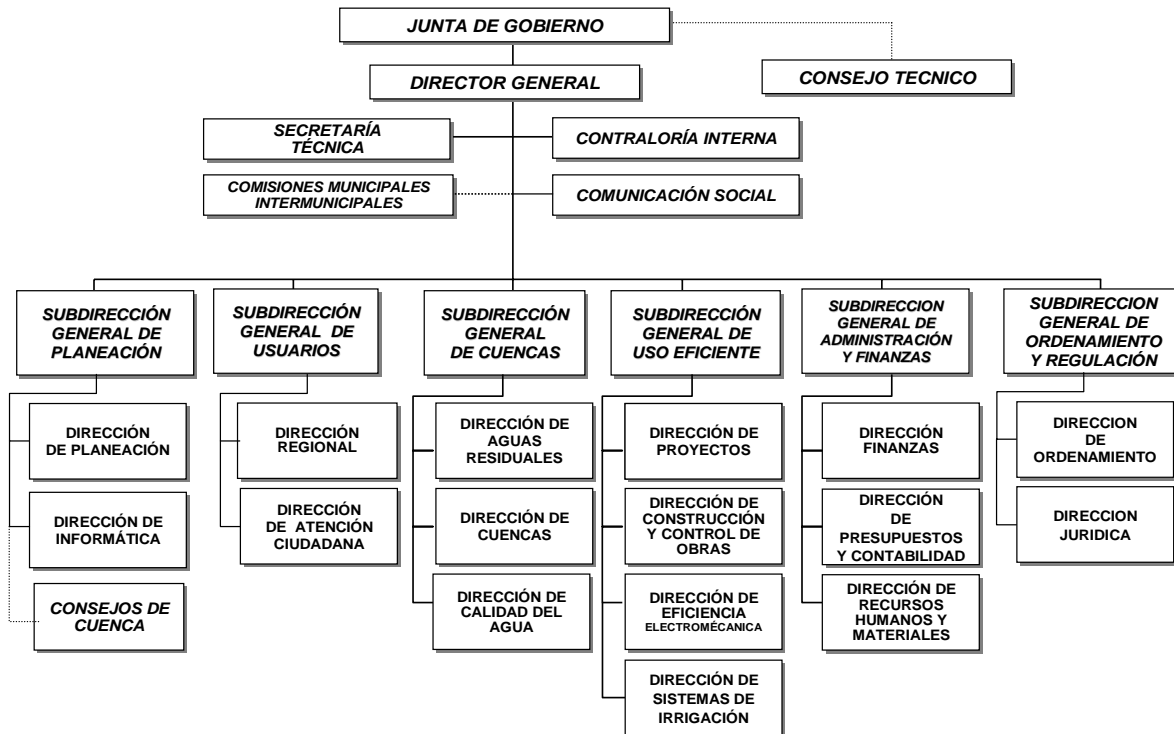 JUNTA DE GOBIERNO
DIRECTOR GENERAL
CONSEJO TECNICO
SECRETARÍA
TÉCNICA
CONTRALORÍA INTERNA
COMISIONES MUNICIPALES
INTERMUNICIPALES
COMUNICACIÓN SOCIAL
SUBDIRECCIÓN
GENERAL DE
PLANEACIÓN
SUBDIRECCIÓN
GENERAL DE
USUARIOS
SUBDIRECCIÓN
GENERAL
DE CUENCAS
SUBDIRECCIÓN
GENERAL DE
USO EFICIENTE
SUBDIRECCION
GENERAL DE
ADMINISTRACIÓN
Y FINANZAS
SUBDIRECCION
GENERAL DE
ORDENAMIENTO
Y REGULACIÓN
DIRECCIÓN
DE PLANEACIÓN
DIRECCIÓN DE
INFORMÁTICA
CONSEJOS DE
CUENCA
DIRECCIÓN
REGIONAL
DIRECCIÓN
DE ATENCIÓN
CIUDADANA
DIRECCIÓN DE
AGUAS
RESIDUALES
DIRECCIÓN DE
CUENCAS
DIRECCIÓN DE
CALIDAD DEL
AGUA
DIRECCIÓN DE
PROYECTOS
DIRECCIÓN DE
CONSTRUCCIÓN
Y CONTROL DE
OBRAS
DIRECCIÓN DE
EFICIENCIA
ELECTROMÉCANICA
DIRECCIÓN DE
SISTEMAS DE
IRRIGACIÓN
DIRECCIÓN
FINANZAS
DIRECCIÓN
DE
PRESUPUESTOS
Y CONTABILIDAD
DIRECCIÓN DE
RECURSOS
HUMANOS Y
MATERIALES
DIRECCION
DE
ORDENAMIENTO
DIRECCION
JURIDICA